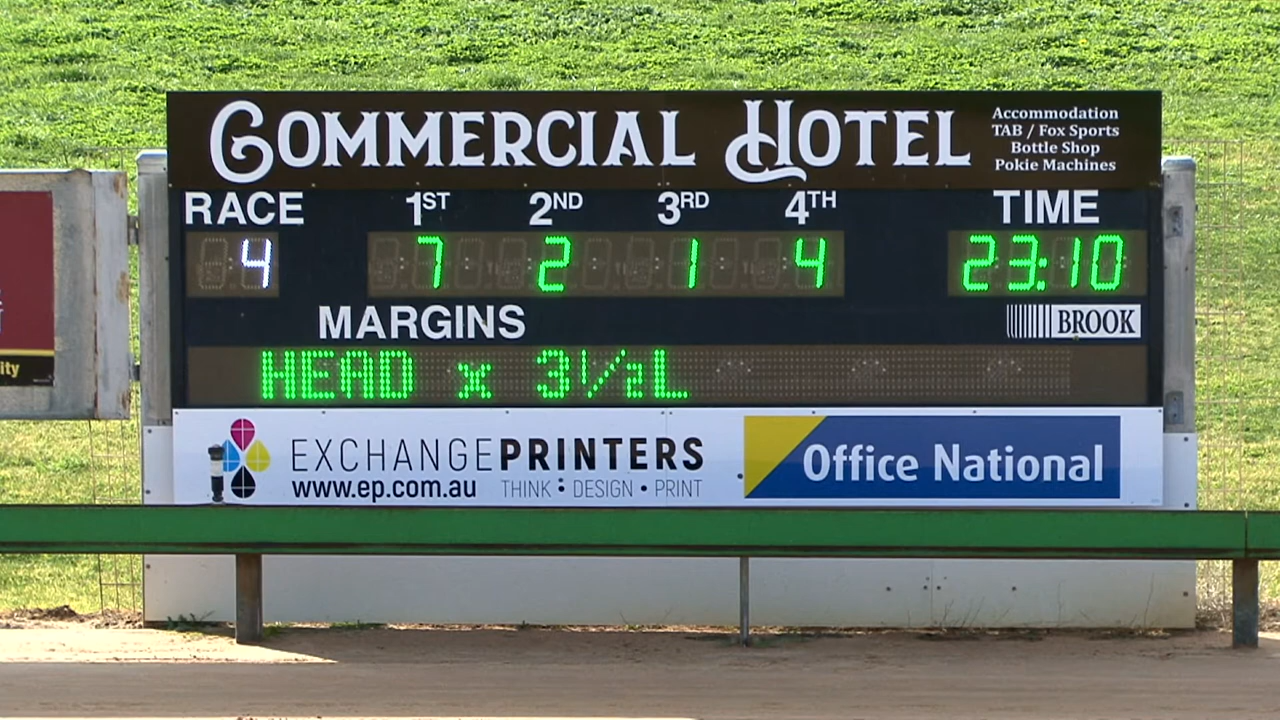 COMMERCIAL HOTEL
Accommodation
TAB / Fox Sports
Bottle Shop
Pokie Machines
RACE 1ST 2ND 3RD 4TH TIME
4 7 2 1 4 23:10
MARGINS
BROOK
HEAD x 3½L
ity
EXCHANGEPRINTERS
www.ep.com.au THINK : DESIGN • PRINT
Office National